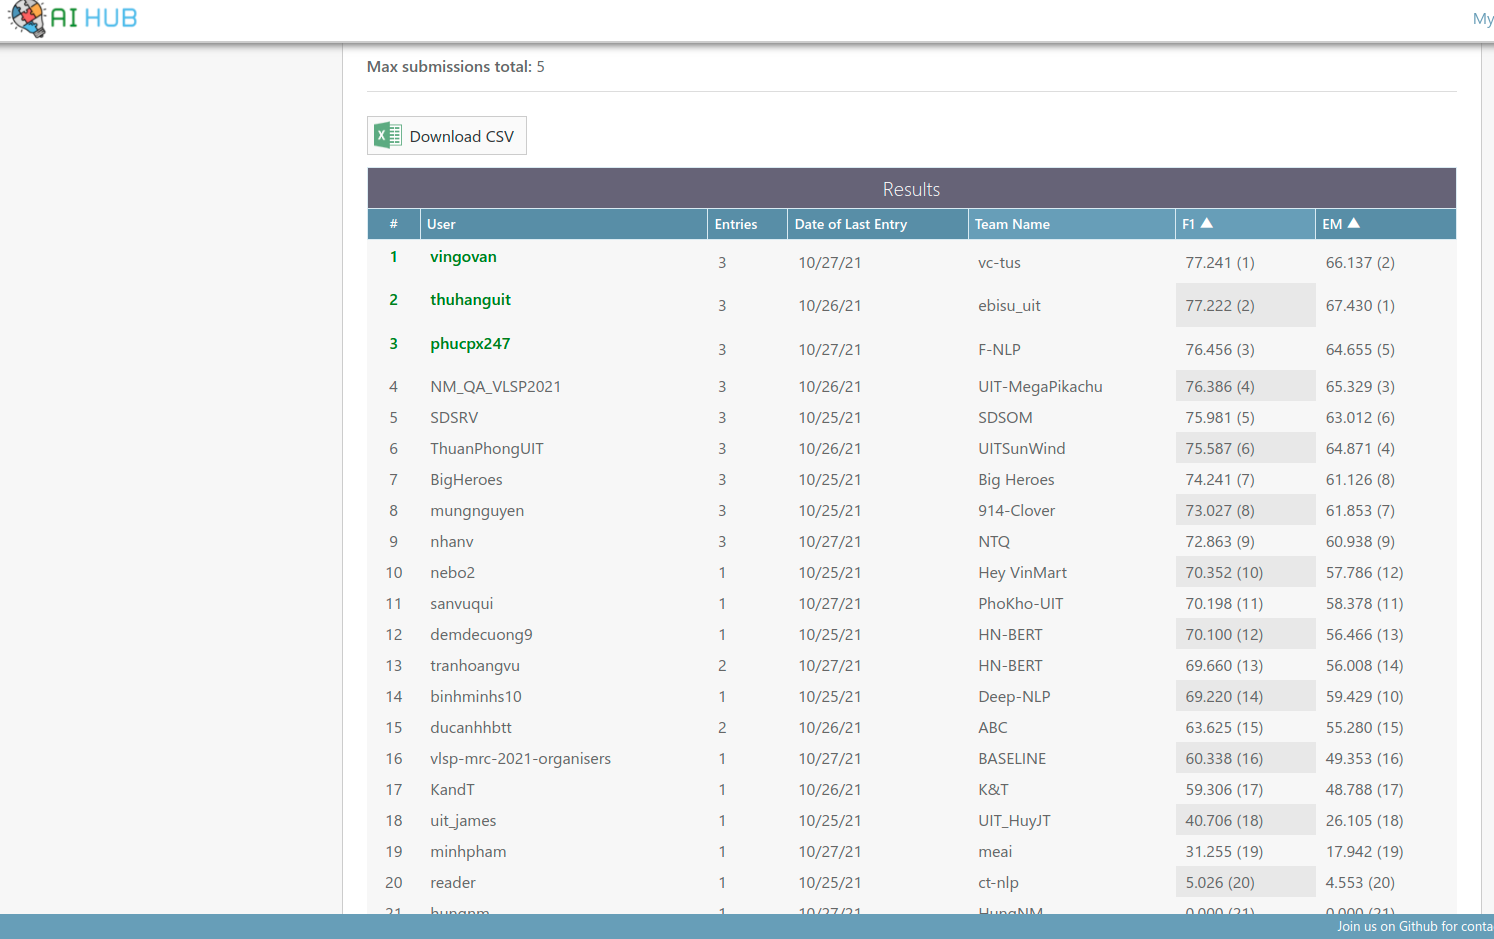 AI HUB
My
Max submissions total: 5
Download CSV
Results
# User Entries Date of Last Entry Team Name F1 ▲ EM ▲
1 vingovan 3 10/27/21 vc-tus 77.241 (1) 66.137 (2)
2 thuhanguit 3 10/26/21 ebisu_uit 77.222 (2) 67.430 (1)
3 phucpx247 3 10/27/21 F-NLP 76.456 (3) 64.655 (5)
4 NM_QA_VLSP2021 3 10/26/21 UIT-MegaPikachu 76.386 (4) 65.329 (3)
5 SDSRV 3 10/25/21 SDSOM 75.981 (5) 63.012 (6)
6 ThuanPhongUIT 3 10/26/21 UITSunWind 75.587 (6) 64.871 (4)
7 BigHeroes 3 10/25/21 Big Heroes 74.241 (7) 61.126 (8)
8 mungnguyen 3 10/25/21 914-Clover 73.027 (8) 61.853 (7)
9 nhanv 3 10/27/21 NTQ 72.863 (9) 60.938 (9)
10 nebo2 1 10/25/21 Hey VinMart 70.352 (10) 57.786 (12)
11 sanvuqui 1 10/27/21 PhoKho-UIT 70.198 (11) 58.378 (11)
12 demdecuong9 1 10/25/21 HN-BERT 70.100 (12) 56.466 (13)
13 tranhoangvu 2 10/27/21 HN-BERT 69.660 (13) 56.008 (14)
14 binhminhs10 1 10/25/21 Deep-NLP 69.220 (14) 59.429 (10)
15 ducanhhbtt 2 10/26/21 ABC 63.625 (15) 55.280 (15)
16 vlsp-mrc-2021-organisers 1 10/27/21 BASELINE 60.338 (16) 49.353 (16)
17 KandT 1 10/26/21 K&T 59.306 (17) 48.788 (17)
18 uit_james 1 10/25/21 UIT_HuyJT 40.706 (18) 26.105 (18)
19 minhpham 1 10/27/21 meai 31.255 (19) 17.942 (19)
20 reader 1 10/25/21 ct-nlp 5.026 (20) 4.553 (20)
21 hungnm 1 10/27/21 HungNM 0.000 (21) 0.000 (21)
Join us on Github for conta